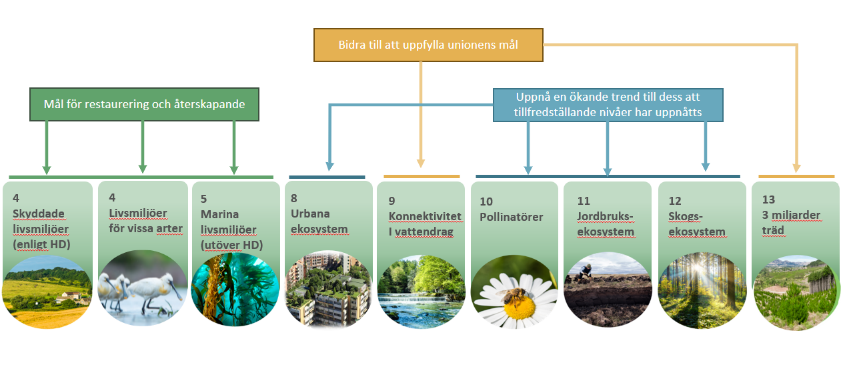 Bidra till att uppfylla unionens mål
Mål för restaurering och återskapande
Uppnå en ökande trend till dess att
tillfredställande nivåer har uppnåtts
4
Skyddade
livsmiljöer
(enligt HD)
4
Livsmiljöer
för vissa arter
5
Marina
livsmiljöer
(utöver HD)
8
Urbana
ekosystem
9
Konnektivitet
I vattendrag
10
Pollinatörer
11
Jordbruks-
ekosystem
12
Skogs-
ekosystem
13
3 miljarder
träd